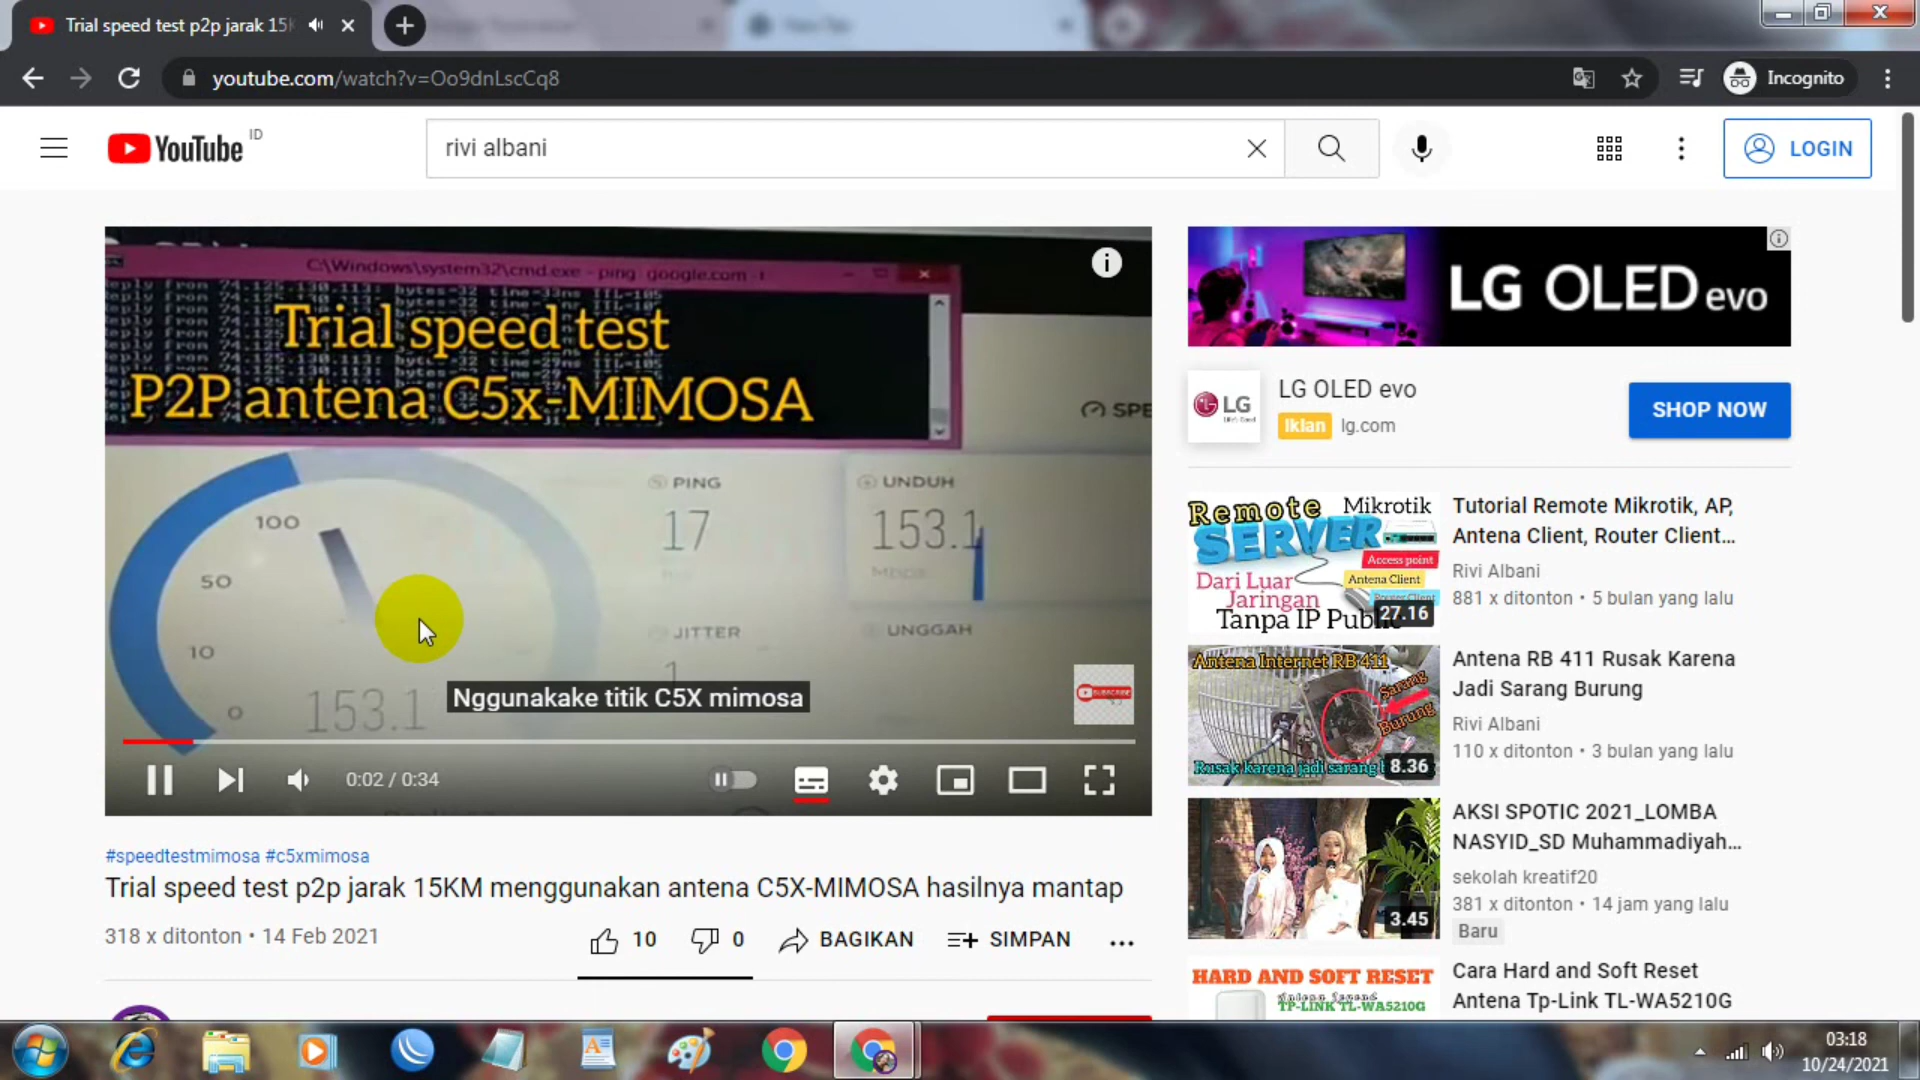 Trial speed test p2p jarak 15K
youtube.com/watch?v=Oo9dnLscCq8
Incognito
YouTube ID
rivi albani
LOGIN
C:\Windows\system32\cmd.exe - ping google.com -t
Trial speed test
P2P antena C5x-MIMOSA
SPE
PING
UNDUH
100
17
153.1
50
Mbps
JITTER
UNGGAH
10
1
0
153.1
Nggunakake titik C5X mimosa
SUBSCRIBE
0:02 / 0:34
#speedtestmimosa #c5xmimosa
Trial speed test p2p jarak 15KM menggunakan antena C5X-MIMOSA hasilnya mantap
318 x ditonton • 14 Feb 2021
10
0
BAGIKAN
SIMPAN
LG OLED evo
LG
LG OLED evo
Iklan lg.com
SHOP NOW
Remote Mikrotik
SERVER
Access point
Dari Luar
Antena Client
Jaringan
Router Client
Tanpa IP Public
27.16
Tutorial Remote Mikrotik, AP,
Antena Client, Router Client...
Rivi Albani
881 x ditonton • 5 bulan yang lalu
Antena Internet RB 411
Sarang
Burung
Rusak karena jadi sarang
8.36
Antena RB 411 Rusak Karena
Jadi Sarang Burung
Rivi Albani
110 x ditonton • 3 bulan yang lalu
3.45
AKSI SPOTIC 2021_LOMBA
NASYID_SD Muhammadiyah...
sekolah kreatif20
381 x ditonton • 14 jam yang lalu
Baru
HARD AND SOFT RESET
TP-LINK TL-WA5210G
Cara Hard and Soft Reset
Antena Tp-Link TL-WA5210G
03:18
10/24/2021